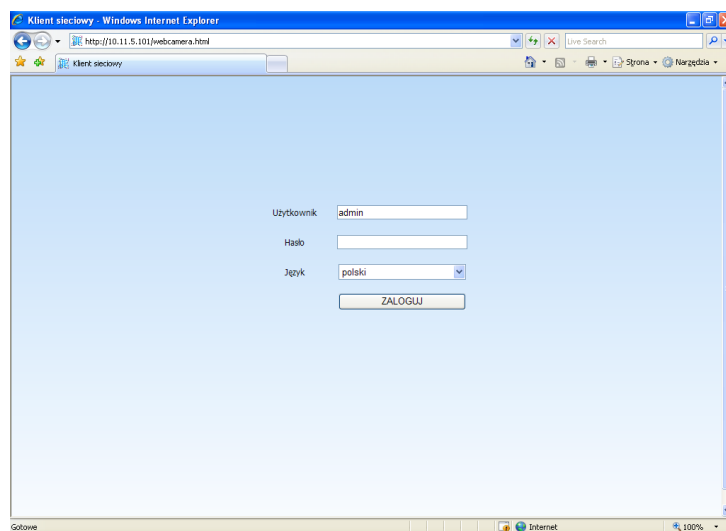 Klient sieciowy - Windows Internet Explorer
http://10.11.5.101/webcamera.html
Live Search
Klient sieciowy
Strona
Narzędzia
Użytkownik admin
Hasło
Język polski
ZALOGUJ
Gotowe
Internet
100%